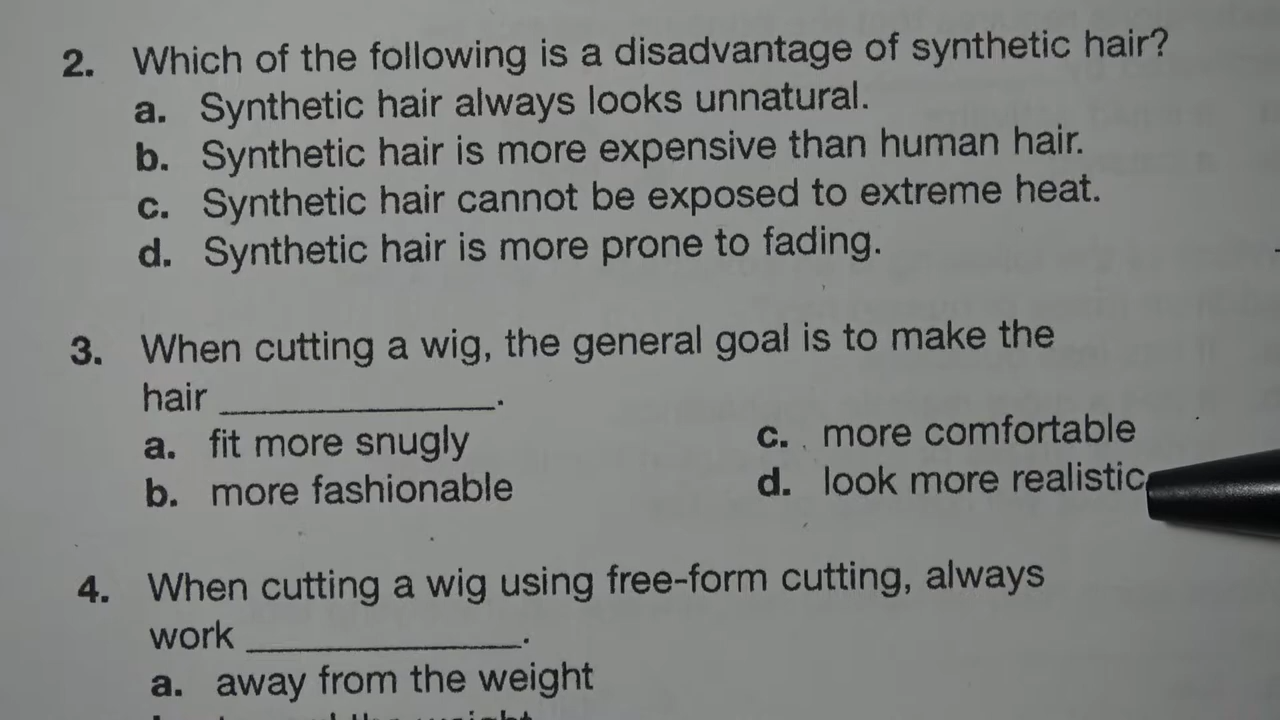 2. Which of the following is a disadvantage of synthetic hair?
a. Synthetic hair always looks unnatural.
b. Synthetic hair is more expensive than human hair.
c. Synthetic hair cannot be exposed to extreme heat.
d. Synthetic hair is more prone to fading.
3. When cutting a wig, the general goal is to make the
hair ______________.
a. fit more snugly
b. more fashionable
c. more comfortable
d. look more realistic
4. When cutting a wig using free-form cutting, always
work ______________.
a. away from the weight